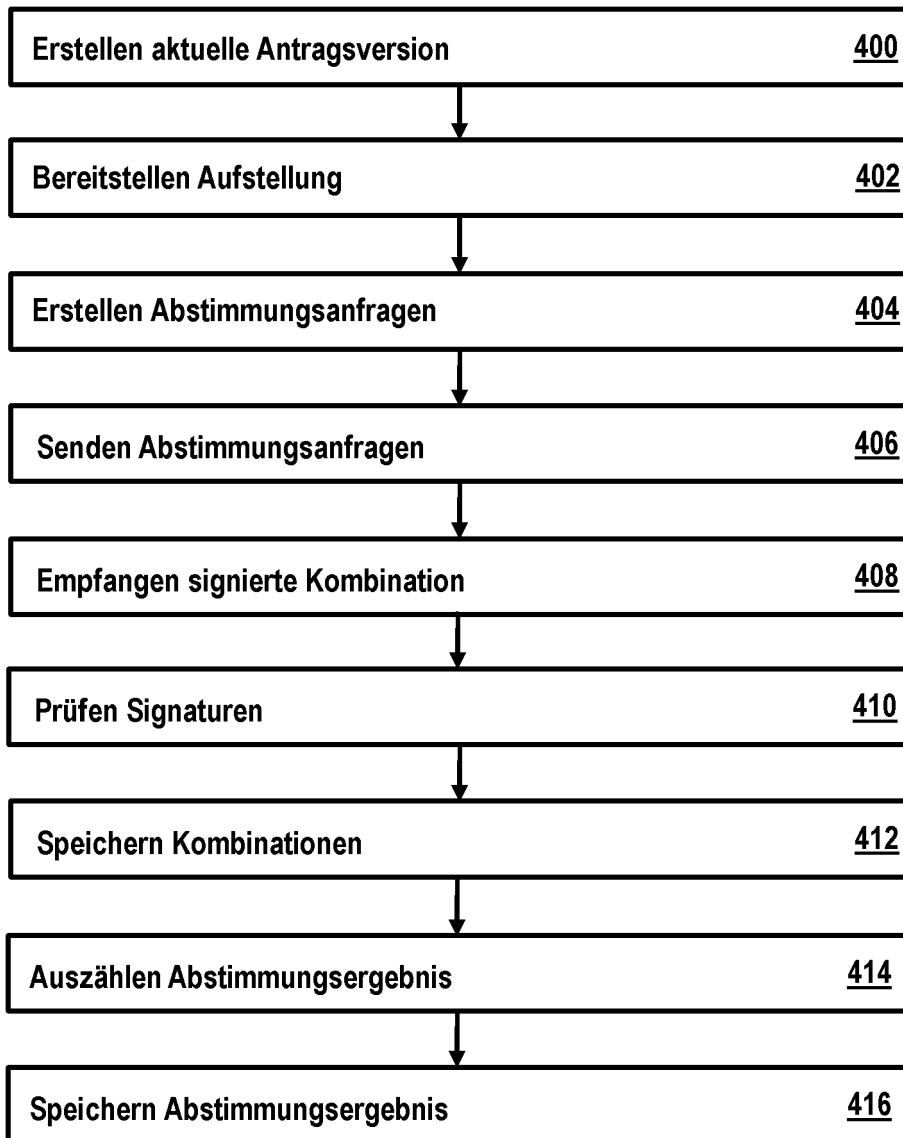 Erstellen aktuelle Antragsversion 400
Bereitstellen Aufstellung 402
Erstellen Abstimmungsanfragen 404
Senden Abstimmungsanfragen 406
Empfangen signierte Kombination 408
Prüfen Signaturen 410
Speichern Kombinationen 412
Auszählen Abstimmungsergebnis 414
Speichern Abstimmungsergebnis 416